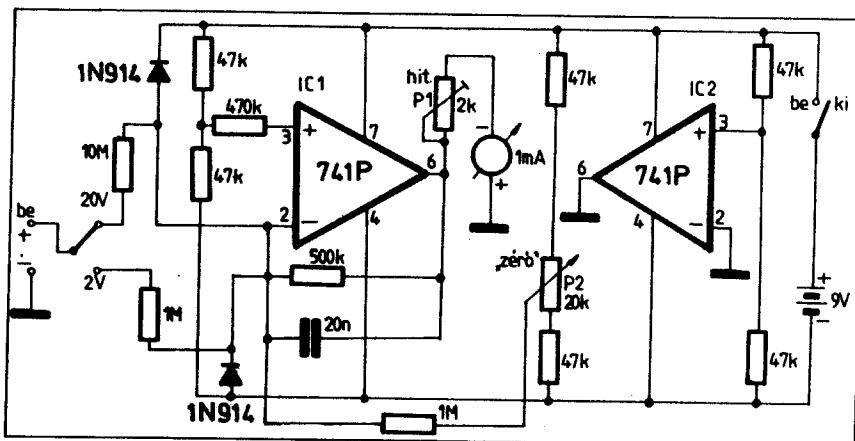 1N914
47k
470k
IC1
3
+
7
hit.
P1
2k
-
1mA
+
47k
IC2
7
3
+
47k
be
ki
10M
47k
741P
6
6
741P
20V
be
+
-
2
-
4
4
-
2
2V
500k
„zéró”
P2
20k
+
9V
-
1M
20n
47k
47k
1N914
1M